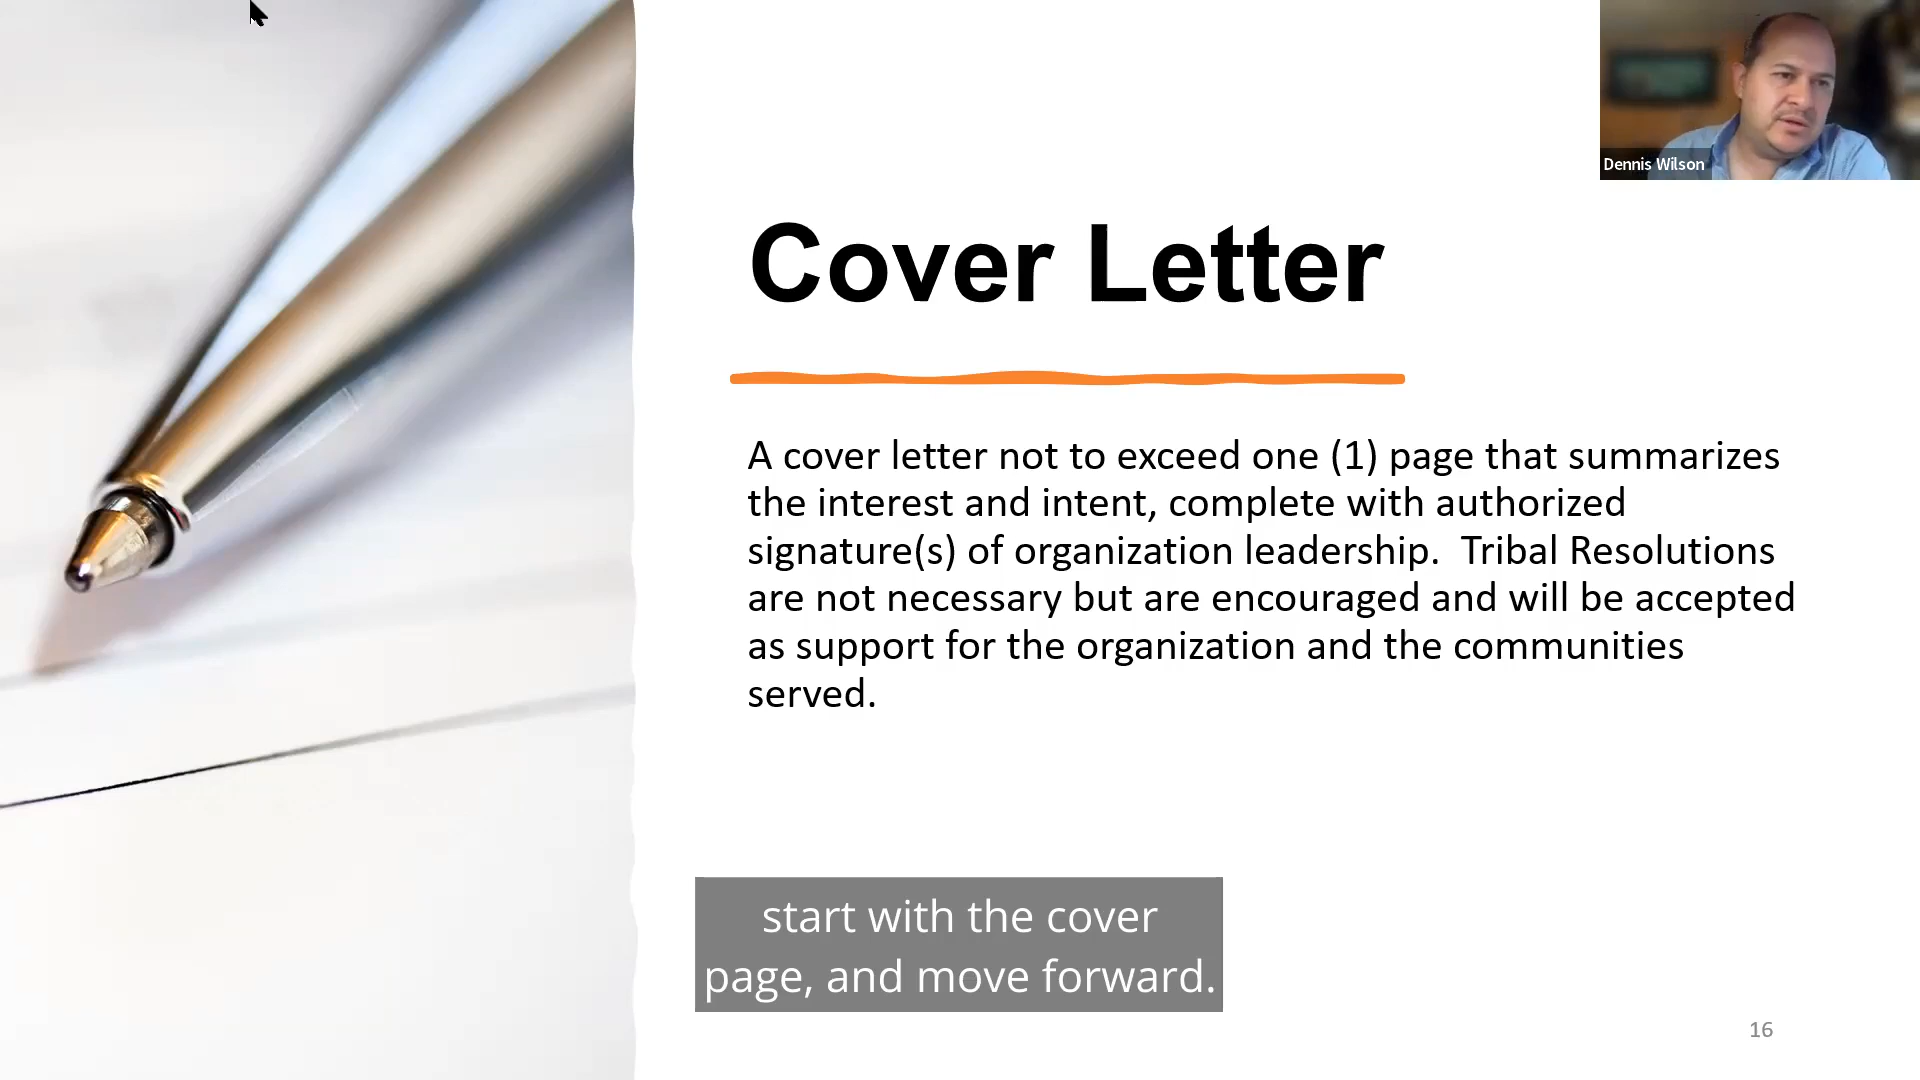 Dennis Wilson
Cover Letter
A cover letter not to exceed one (1) page that summarizes
the interest and intent, complete with authorized
signature(s) of organization leadership.  Tribal Resolutions
are not necessary but are encouraged and will be accepted
as support for the organization and the communities
served.
start with the cover
page, and move forward.
16